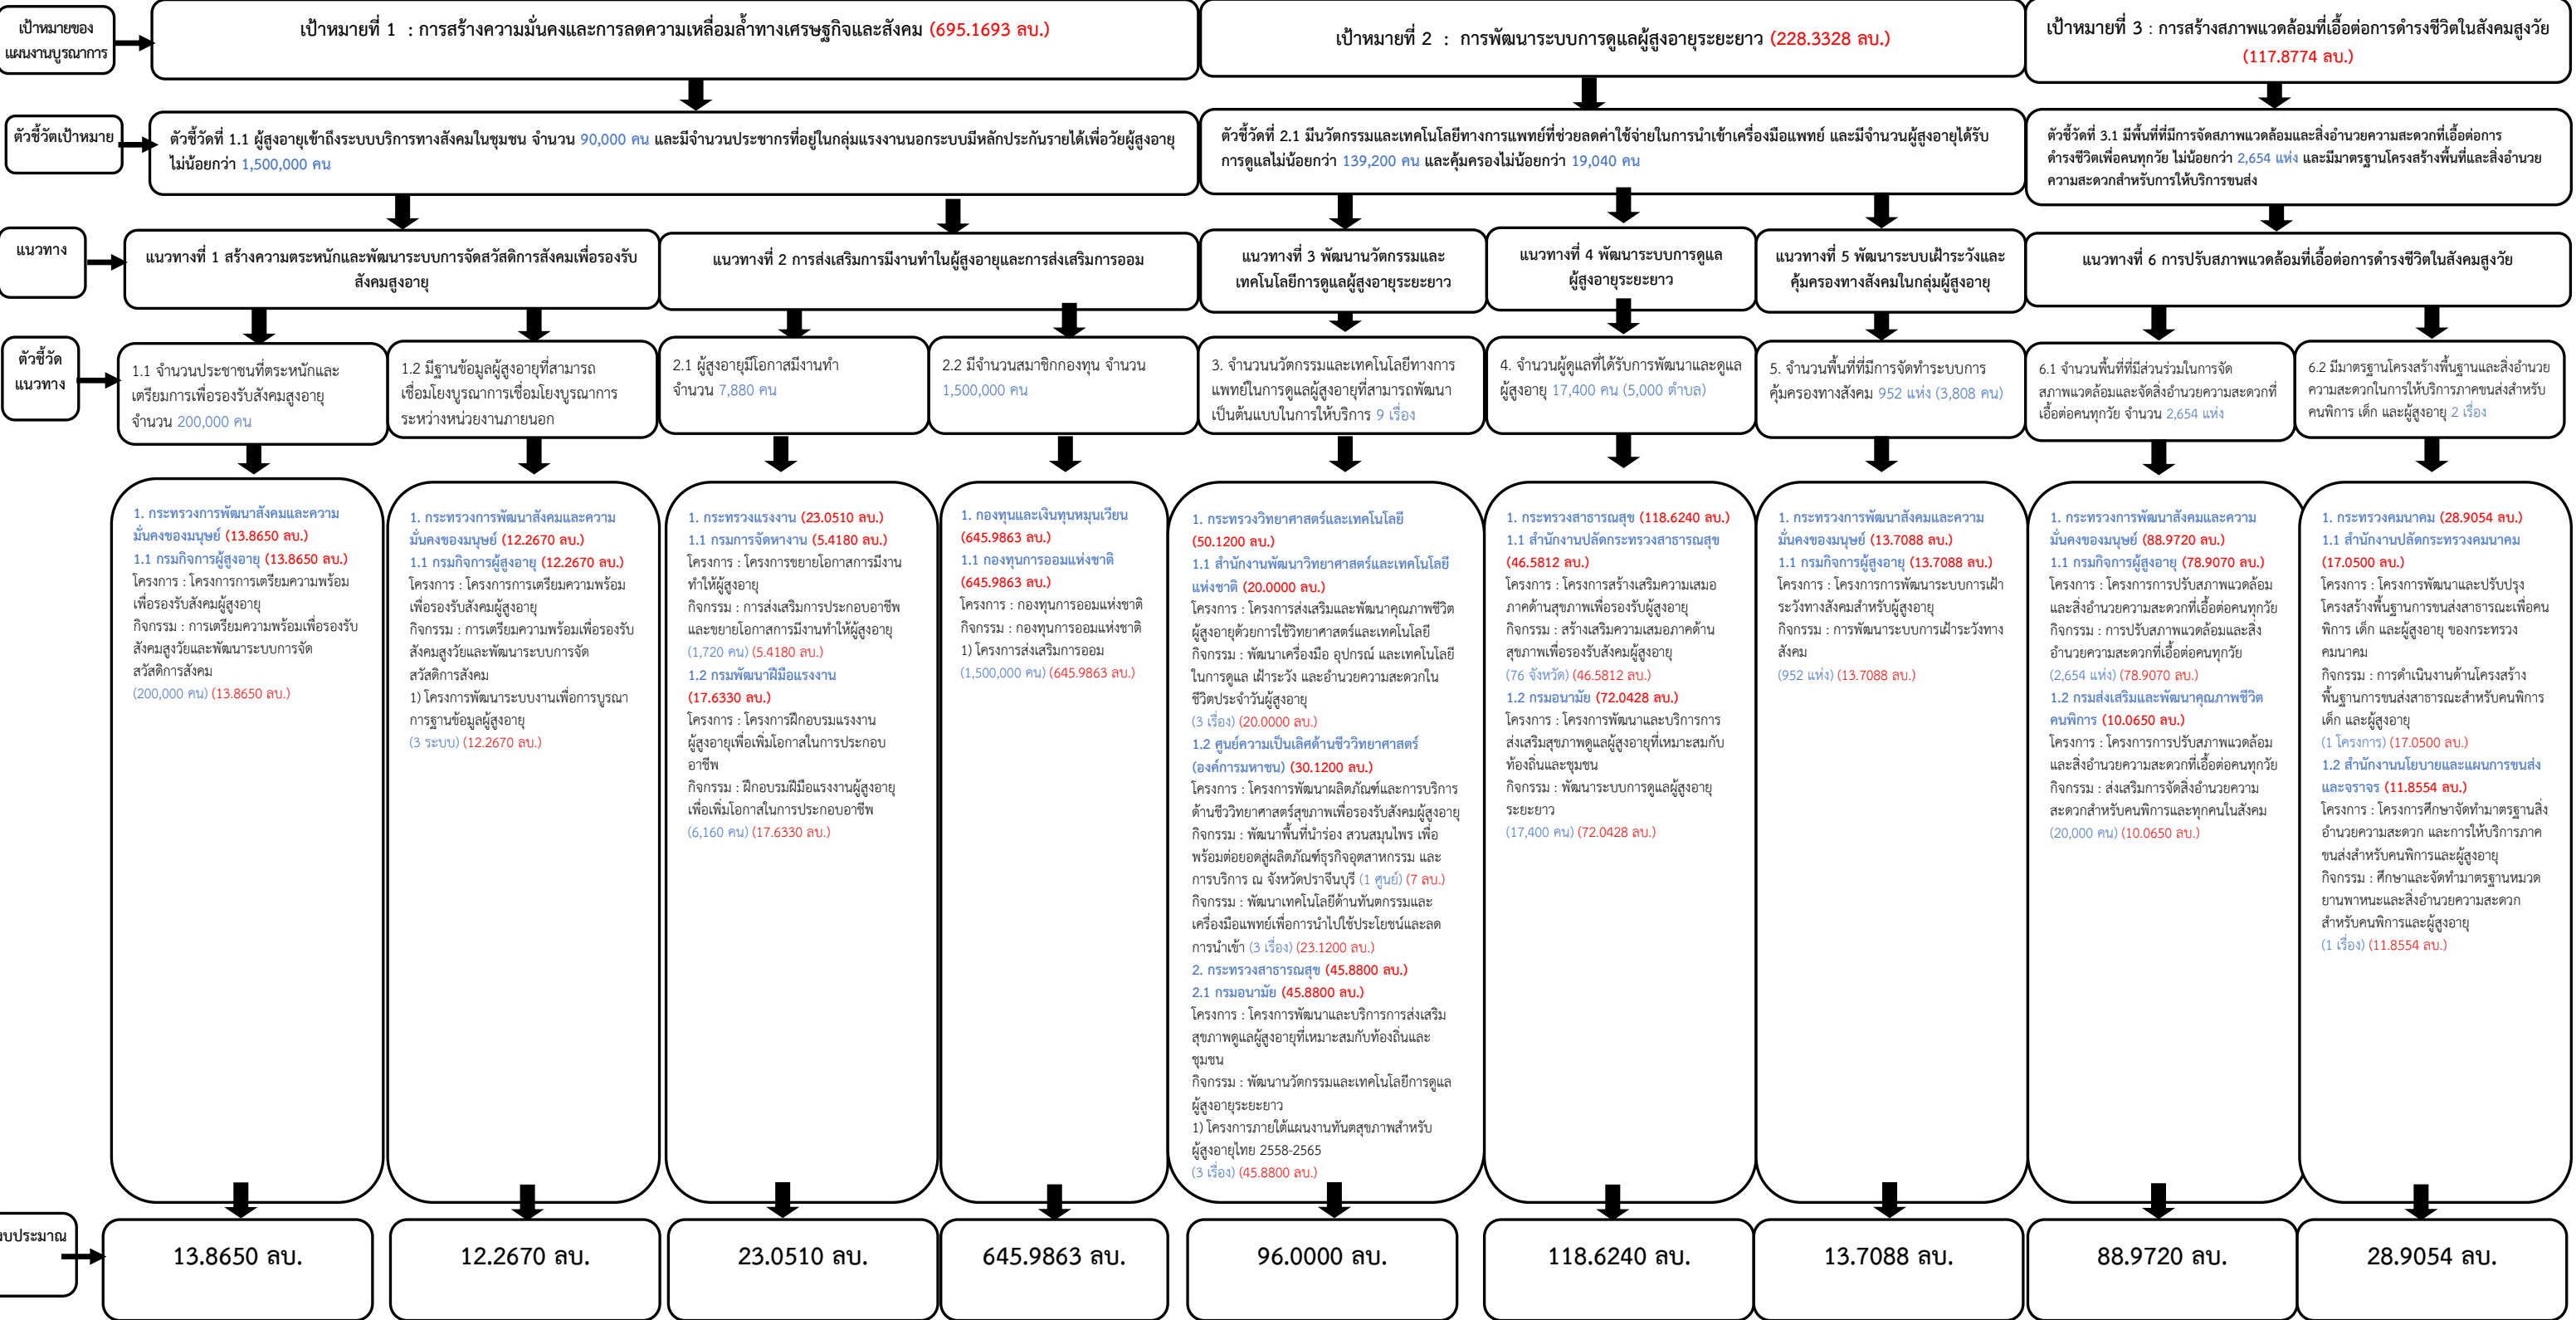 เป้าหมายของ
แผนงานบูรณาการ
เป้าหมายที่ 1 : การสร้างความมั่นคงและการลดความเหลื่อมล้ำทางเศรษฐกิจและสังคม (695.1693 ลบ.)
เป้าหมายที่ 2 : การพัฒนาระบบการดูแลผู้สูงอายุระยะยาว (228.3328 ลบ.)
เป้าหมายที่ 3 : การสร้างสภาพแวดล้อมที่เอื้อต่อการดำรงชีวิตในสังคมสูงวัย
(117.8774 ลบ.)
ตัวชี้วัดเป้าหมาย
ตัวชี้วัดที่ 1.1 ผู้สูงอายุเข้าถึงระบบบริการทางสังคมในชุมชน จำนวน 90,000 คน และมีจำนวนประชากรที่อยู่ในกลุ่มแรงงานนอกระบบมีหลักประกันรายได้เพื่อวัยผู้สูงอายุ
ไม่น้อยกว่า 1,500,000 คน
ตัวชี้วัดที่ 2.1 มีนวัตกรรมและเทคโนโลยีทางการแพทย์ที่ช่วยลดค่าใช้จ่ายในการนำเข้าเครื่องมือแพทย์ และมีจำนวนผู้สูงอายุได้รับ
การดูแลไม่น้อยกว่า 139,200 คน และคุ้มครองไม่น้อยกว่า 19,040 คน
ตัวชี้วัดที่ 3.1 มีพื้นที่ที่มีการจัดสภาพแวดล้อมและสิ่งอำนวยความสะดวกที่เอื้อต่อการ
ดำรงชีวิตเพื่อคนทุกวัย ไม่น้อยกว่า 2,654 แห่ง และมีมาตรฐานโครงสร้างพื้นที่และสิ่งอำนวย
ความสะดวกสำหรับการให้บริการขนส่ง
แนวทาง
แนวทางที่ 1 สร้างความตระหนักและพัฒนาระบบการจัดสวัสดิการสังคมเพื่อรองรับ
สังคมสูงอายุ
แนวทางที่ 2 การส่งเสริมการมีงานทำในผู้สูงอายุและการส่งเสริมการออม
แนวทางที่ 3 พัฒนานวัตกรรมและ
เทคโนโลยีการดูแลผู้สูงอายุระยะยาว
แนวทางที่ 4 พัฒนาระบบการดูแล
ผู้สูงอายุระยะยาว
แนวทางที่ 5 พัฒนาระบบเฝ้าระวังและ
คุ้มครองทางสังคมในกลุ่มผู้สูงอายุ
แนวทางที่ 6 การปรับสภาพแวดล้อมที่เอื้อต่อการดำรงชีวิตในสังคมสูงวัย
ตัวชี้วัด
แนวทาง
1.1 จำนวนประชาชนที่ตระหนักและ
เตรียมการเพื่อรองรับสังคมสูงอายุ
จำนวน 200,000 คน
1.2 มีฐานข้อมูลผู้สูงอายุที่สามารถ
เชื่อมโยงบูรณาการเชื่อมโยงบูรณาการ
ระหว่างหน่วยงานภายนอก
2.1 ผู้สูงอายุมีโอกาสมีงานทำ
จำนวน 7,880 คน
2.2 มีจำนวนสมาชิกกองทุน จำนวน
1,500,000 คน
3. จำนวนนวัตกรรมและเทคโนโลยีทางการ
แพทย์ในการดูแลผู้สูงอายุที่สามารถพัฒนา
เป็นต้นแบบในการให้บริการ 9 เรื่อง
4. จำนวนผู้ดูแลที่ได้รับการพัฒนาและดูแล
ผู้สูงอายุ 17,400 คน (5,000 ตำบล)
5. จำนวนพื้นที่ที่มีการจัดทำระบบการ
คุ้มครองทางสังคม 952 แห่ง (3,808 คน)
6.1 จำนวนพื้นที่ที่มีส่วนร่วมในการจัด
สภาพแวดล้อมและจัดสิ่งอำนวยความสะดวกที่
เอื้อต่อคนทุกวัย จำนวน 2,654 แห่ง
6.2 มีมาตรฐานโครงสร้างพื้นฐานและสิ่งอำนวย
ความสะดวกในการให้บริการภาคขนส่งสำหรับ
คนพิการ เด็ก และผู้สูงอายุ 2 เรื่อง
1. กระทรวงการพัฒนาสังคมและความ
มั่นคงของมนุษย์ (13.8650 ลบ.)
1.1 กรมกิจการผู้สูงอายุ (13.8650 ลบ.)
โครงการ : โครงการการเตรียมความพร้อม
เพื่อรองรับสังคมผู้สูงอายุ
กิจกรรม : การเตรียมความพร้อมเพื่อรองรับ
สังคมสูงวัยและพัฒนาระบบการจัด
สวัสดิการสังคม
(200,000 คน) (13.8650 ลบ.)
1. กระทรวงการพัฒนาสังคมและความ
มั่นคงของมนุษย์ (12.2670 ลบ.)
1.1 กรมกิจการผู้สูงอายุ (12.2670 ลบ.)
โครงการ : โครงการการเตรียมความพร้อม
เพื่อรองรับสังคมผู้สูงอายุ
กิจกรรม : การเตรียมความพร้อมเพื่อรองรับ
สังคมสูงวัยและพัฒนาระบบการจัด
สวัสดิการสังคม
1) โครงการพัฒนาระบบงานเพื่อการบูรณา
การฐานข้อมูลผู้สูงอายุ
(3 ระบบ) (12.2670 ลบ.)
1. กระทรวงแรงงาน (23.0510 ลบ.)
1.1 กรมการจัดหางาน (5.4180 ลบ.)
โครงการ : โครงการขยายโอกาสการมีงาน
ทำให้ผู้สูงอายุ
กิจกรรม : การส่งเสริมการประกอบอาชีพ
และขยายโอกาสการมีงานทำให้ผู้สูงอายุ
(1,720 คน) (5.4180 ลบ.)
1.2 กรมพัฒนาฝีมือแรงงาน
(17.6330 ลบ.)
โครงการ : โครงการฝึกอบรมแรงงาน
ผู้สูงอายุเพื่อเพิ่มโอกาสในการประกอบ
อาชีพ
กิจกรรม : ฝึกอบรมฝีมือแรงงานผู้สูงอายุ
เพื่อเพิ่มโอกาสในการประกอบอาชีพ
(6,160 คน) (17.6330 ลบ.)
1. กองทุนและเงินทุนหมุนเวียน
(645.9863 ลบ.)
1.1 กองทุนการออมแห่งชาติ
(645.9863 ลบ.)
โครงการ : กองทุนการออมแห่งชาติ
กิจกรรม : กองทุนการออมแห่งชาติ
1) โครงการส่งเสริมการออม
(1,500,000 คน) (645.9863 ลบ.)
1. กระทรวงวิทยาศาสตร์และเทคโนโลยี
(50.1200 ลบ.)
1.1 สำนักงานพัฒนาวิทยาศาสตร์และเทคโนโลยี
แห่งชาติ (20.0000 ลบ.)
โครงการ : โครงการส่งเสริมและพัฒนาคุณภาพชีวิต
ผู้สูงอายุด้วยการใช้วิทยาศาสตร์และเทคโนโลยี
กิจกรรม : พัฒนาเครื่องมือ อุปกรณ์ และเทคโนโลยี
ในการดูแล เฝ้าระวัง และอำนวยความสะดวกใน
ชีวิตประจำวันผู้สูงอายุ
(3 เรื่อง) (20.0000 ลบ.)
1.2 ศูนย์ความเป็นเลิศด้านชีววิทยาศาสตร์
(องค์การมหาชน) (30.1200 ลบ.)
โครงการ : โครงการพัฒนาผลิตภัณฑ์และการบริการ
ด้านชีววิทยาศาสตร์สุขภาพเพื่อรองรับสังคมผู้สูงอายุ
กิจกรรม : พัฒนาพื้นที่นำร่อง สวนสมุนไพร เพื่อ
พร้อมต่อยอดสู่ผลิตภัณฑ์ธุรกิจอุตสาหกรรม และ
การบริการ ณ จังหวัดปราจีนบุรี (1 ศูนย์) (7 ลบ.)
กิจกรรม : พัฒนาเทคโนโลยีด้านทันตกรรมและ
เครื่องมือแพทย์เพื่อการนำไปใช้ประโยชน์และลด
การนำเข้า (3 เรื่อง) (23.1200 ลบ.)
2. กระทรวงสาธารณสุข (45.8800 ลบ.)
2.1 กรมอนามัย (45.8800 ลบ.)
โครงการ : โครงการพัฒนาและบริการการส่งเสริม
สุขภาพดูแลผู้สูงอายุที่เหมาะสมกับท้องถิ่นและ
ชุมชน
กิจกรรม : พัฒนานวัตกรรมและเทคโนโลยีการดูแล
ผู้สูงอายุระยะยาว
1) โครงการภายใต้แผนงานทันตสุขภาพสำหรับ
ผู้สูงอายุไทย 2558-2565
(3 เรื่อง) (45.8800 ลบ.)
1. กระทรวงสาธารณสุข (118.6240 ลบ.)
1.1 สำนักงานปลัดกระทรวงสาธารณสุข
(46.5812 ลบ.)
โครงการ : โครงการสร้างเสริมความเสมอ
ภาคด้านสุขภาพเพื่อรองรับผู้สูงอายุ
กิจกรรม : สร้างเสริมความเสมอภาคด้าน
สุขภาพเพื่อรองรับสังคมผู้สูงอายุ
(76 จังหวัด) (46.5812 ลบ.)
1.2 กรมอนามัย (72.0428 ลบ.)
โครงการ : โครงการพัฒนาและบริการการ
ส่งเสริมสุขภาพดูแลผู้สูงอายุที่เหมาะสมกับ
ท้องถิ่นและชุมชน
กิจกรรม : พัฒนาระบบการดูแลผู้สูงอายุ
ระยะยาว
(17,400 คน) (72.0428 ลบ.)
1. กระทรวงการพัฒนาสังคมและความ
มั่นคงของมนุษย์ (13.7088 ลบ.)
1.1 กรมกิจการผู้สูงอายุ (13.7088 ลบ.)
โครงการ : โครงการการพัฒนาระบบการเฝ้า
ระวังทางสังคมสำหรับผู้สูงอายุ
กิจกรรม : การพัฒนาระบบการเฝ้าระวังทาง
สังคม
(952 แห่ง) (13.7088 ลบ.)
1. กระทรวงการพัฒนาสังคมและความ
มั่นคงของมนุษย์ (88.9720 ลบ.)
1.1 กรมกิจการผู้สูงอายุ (78.9070 ลบ.)
โครงการ : โครงการการปรับสภาพแวดล้อม
และสิ่งอำนวยความสะดวกที่เอื้อต่อคนทุกวัย
กิจกรรม : การปรับสภาพแวดล้อมและสิ่ง
อำนวยความสะดวกที่เอื้อต่อคนทุกวัย
(2,654 แห่ง) (78.9070 ลบ.)
1.2 กรมส่งเสริมและพัฒนาคุณภาพชีวิต
คนพิการ (10.0650 ลบ.)
โครงการ : โครงการการปรับสภาพแวดล้อม
และสิ่งอำนวยความสะดวกที่เอื้อต่อคนทุกวัย
กิจกรรม : ส่งเสริมการจัดสิ่งอำนวยความ
สะดวกสำหรับคนพิการและทุกคนในสังคม
(20,000 คน) (10.0650 ลบ.)
1. กระทรวงคมนาคม (28.9054 ลบ.)
1.1 สำนักงานปลัดกระทรวงคมนาคม
(17.0500 ลบ.)
โครงการ : โครงการพัฒนาและปรับปรุง
โครงสร้างพื้นฐานการขนส่งสาธารณะเพื่อคน
พิการ เด็ก และผู้สูงอายุ ของกระทรวง
คมนาคม
กิจกรรม : การดำเนินงานด้านโครงสร้าง
พื้นฐานการขนส่งสาธารณะสำหรับคนพิการ
เด็ก และผู้สูงอายุ
(1 โครงการ) (17.0500 ลบ.)
1.2 สำนักงานนโยบายและแผนการขนส่ง
และจราจร (11.8554 ลบ.)
โครงการ : โครงการศึกษาจัดทำมาตรฐานสิ่ง
อำนวยความสะดวก และการให้บริการภาค
ขนส่งสำหรับคนพิการและผู้สูงอายุ
กิจกรรม : ศึกษาและจัดทำมาตรฐานหมวด
ยานพาหนะและสิ่งอำนวยความสะดวก
สำหรับคนพิการและผู้สูงอายุ
(1 เรื่อง) (11.8554 ลบ.)
งบประมาณ
13.8650 ลบ.
12.2670 ลบ.
23.0510 ลบ.
645.9863 ลบ.
96.0000 ลบ.
118.6240 ลบ.
13.7088 ลบ.
88.9720 ลบ.
28.9054 ลบ.